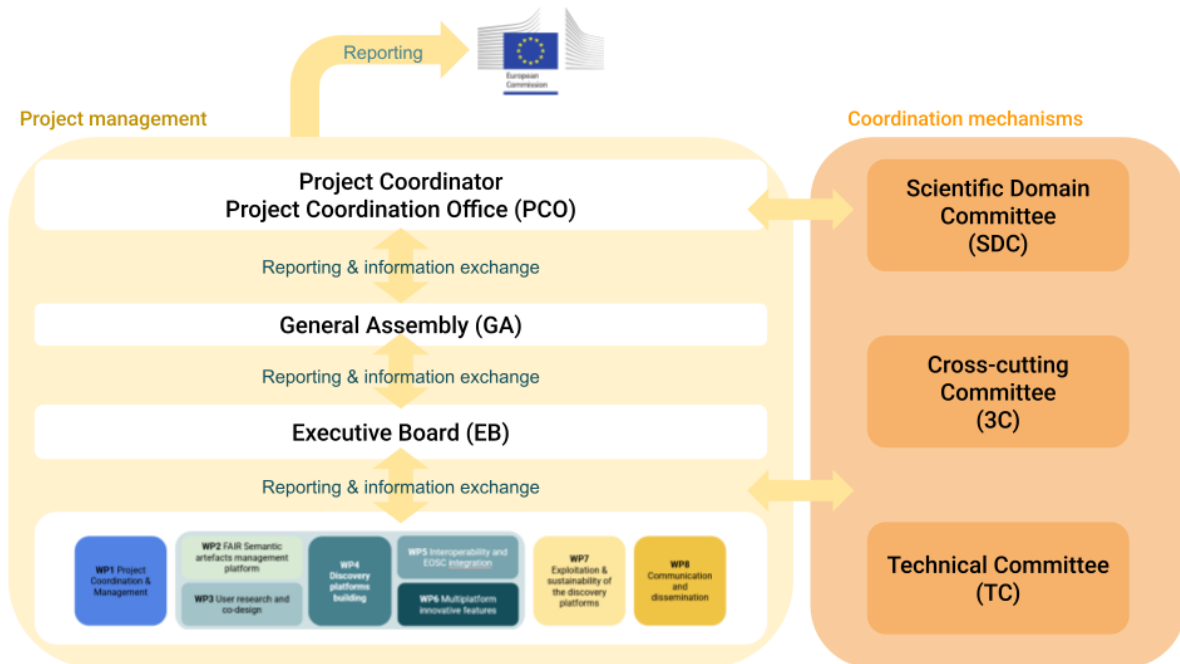 Reporting
European
Commission
Project management
Coordination mechanisms
Project Coordinator
Project Coordination Office (PCO)
Scientific Domain
Committee
(SDC)
Reporting & information exchange
General Assembly (GA)
Reporting & information exchange
Cross-cutting
Committee
(3C)
Executive Board (EB)
Reporting & information exchange
WP1 Project
Coordination &
Management
WP2 FAIR Semantic
artefacts management
platform
WP3 User research and
co-design
WP4
Discovery
platforms
building
WP5 Interoperability and
EOSC integration
WP6 Multiplatform
innovative features
WP7
Exploitation &
sustainability of
the discovery
platforms
WP8
Communication
and
dissemination
Technical Committee
(TC)